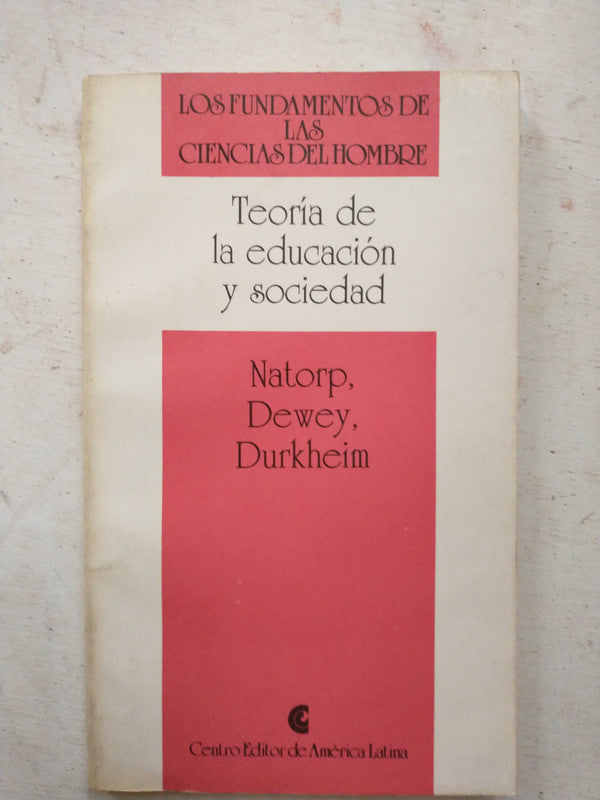 LOS FUNDAMENTOS DE
LAS
CIENCIAS DEL HOMBRE
Teoría de
la educación
y sociedad
Natorp,
Dewey,
Durkheim
Centro Editor de América Latina